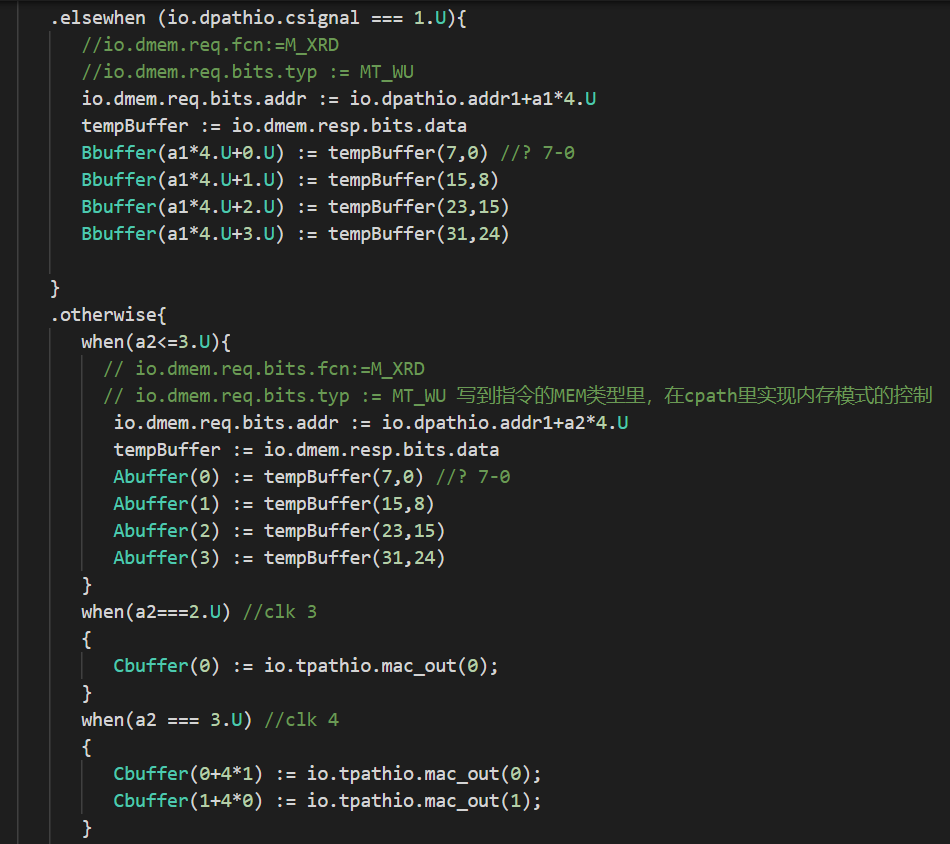 .elsewhen (io.dpathio.csignal === 1.U){
//io.dmem.req.fcn:=M_XRD
//io.dmem.req.bits.typ := MT_WU
io.dmem.req.bits.addr := io.dpathio.addr1+a1*4.U
tempBuffer := io.dmem.resp.bits.data
Bbuffer(a1*4.U+0.U) := tempBuffer(7,0) //? 7-0
Bbuffer(a1*4.U+1.U) := tempBuffer(15,8)
Bbuffer(a1*4.U+2.U) := tempBuffer(23,15)
Bbuffer(a1*4.U+3.U) := tempBuffer(31,24)
}
.otherwise{
when(a2<=3.U){
// io.dmem.req.bits.fcn:=M_XRD
// io.dmem.req.bits.typ := MT_WU 写到指令的MEM类型里，在cpath里实现内存模式的控制
io.dmem.req.bits.addr := io.dpathio.addr1+a2*4.U
tempBuffer := io.dmem.resp.bits.data
Abuffer(0) := tempBuffer(7,0) //? 7-0
Abuffer(1) := tempBuffer(15,8)
Abuffer(2) := tempBuffer(23,15)
Abuffer(3) := tempBuffer(31,24)
}
when(a2===2.U) //clk 3
{
Cbuffer(0) := io.tpathio.mac_out(0);
}
when(a2 === 3.U) //clk 4
{
Cbuffer(0+4*1) := io.tpathio.mac_out(0);
Cbuffer(1+4*0) := io.tpathio.mac_out(1);
}